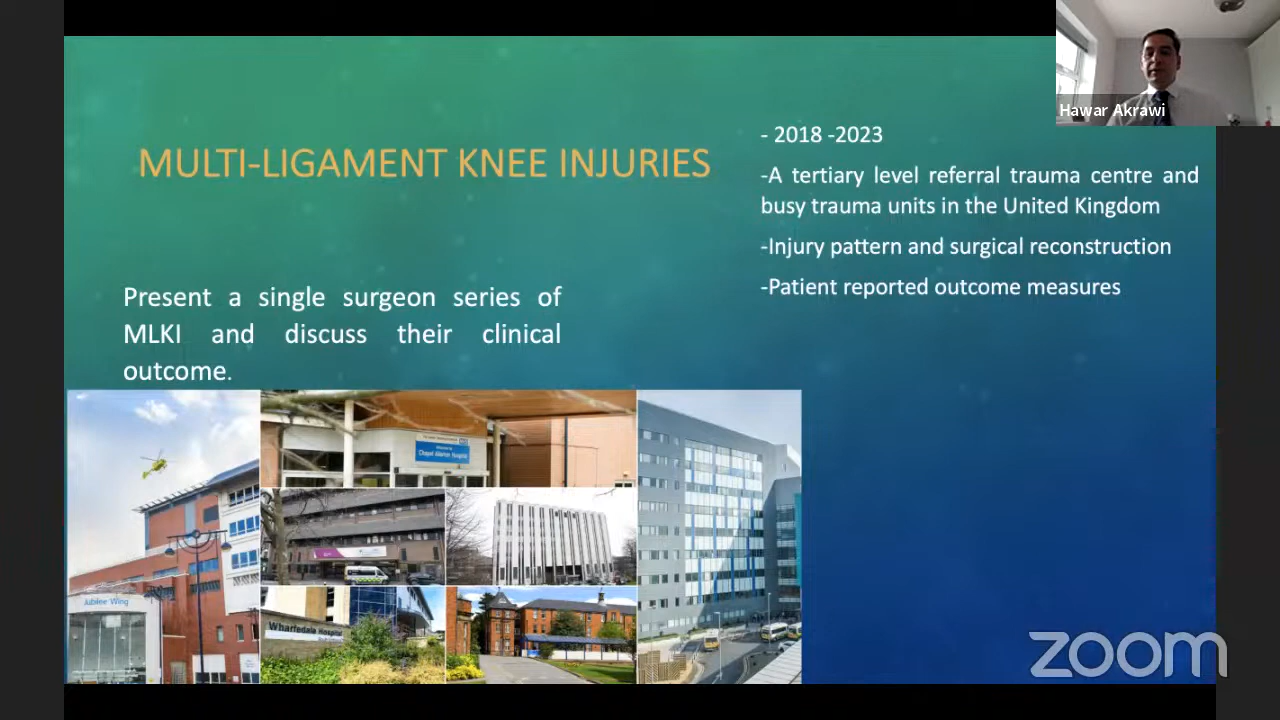 Hawar Akrawi
MULTI-LIGAMENT KNEE INJURIES
Present a single surgeon series of
MLKI and discuss their clinical
outcome.
- 2018 -2023
-A tertiary level referral trauma centre and
busy trauma units in the United Kingdom
-Injury pattern and surgical reconstruction
-Patient reported outcome measures
Chapel Allerton Hospital
Jubilee Wing
Wharfedale Hospital
zoom